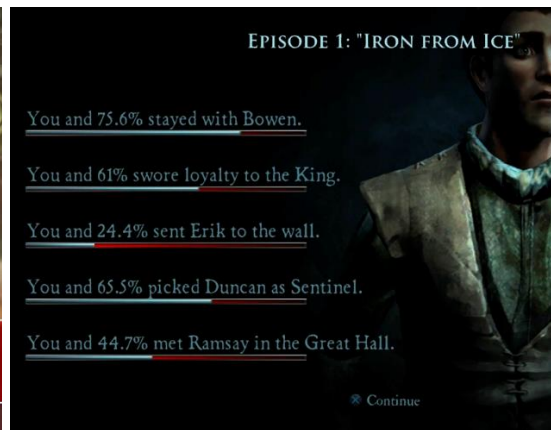 EPISODE 1: "IRON FROM ICE"
You and 75.6% stayed with Bowen.
You and 61% swore loyalty to the King.
You and 24.4% sent Erik to the wall.
You and 65.5% picked Duncan as Sentinel.
You and 44.7% met Ramsay in the Great Hall.
Continue